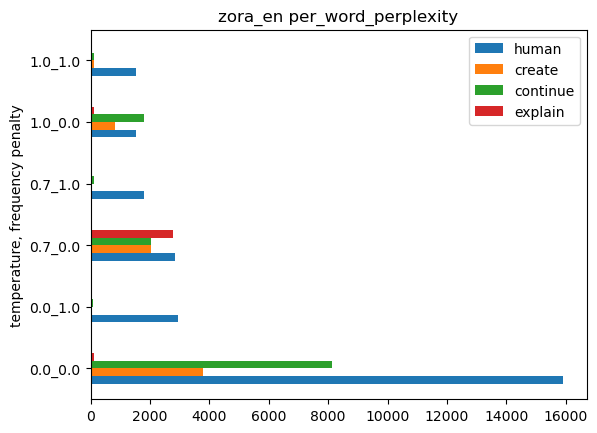 zora_en per_word_perplexity
human
create
continue
explain
temperature, frequency penalty
1.0_1.0
1.0_0.0
0.7_1.0
0.7_0.0
0.0_1.0
0.0_0.0
0 2000 4000 6000 8000 10000 12000 14000 16000